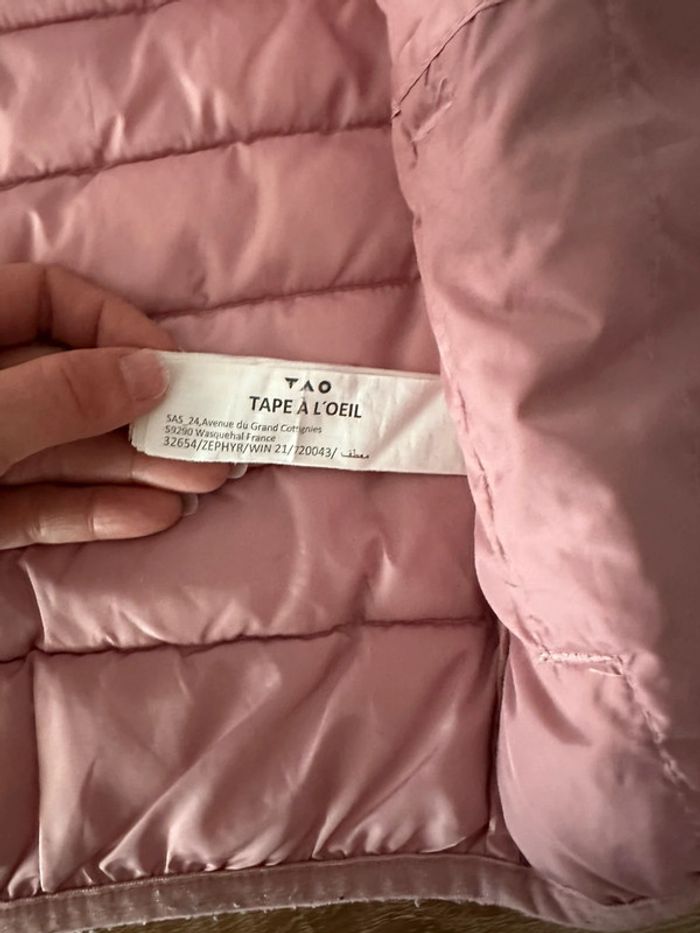 TAO
TAPE À L'OEIL
SAS_24,Avenue du Grand Cottignies
59290 Wasquehal France
32654/ZEPHYR/WIN 21/720043/ معطف